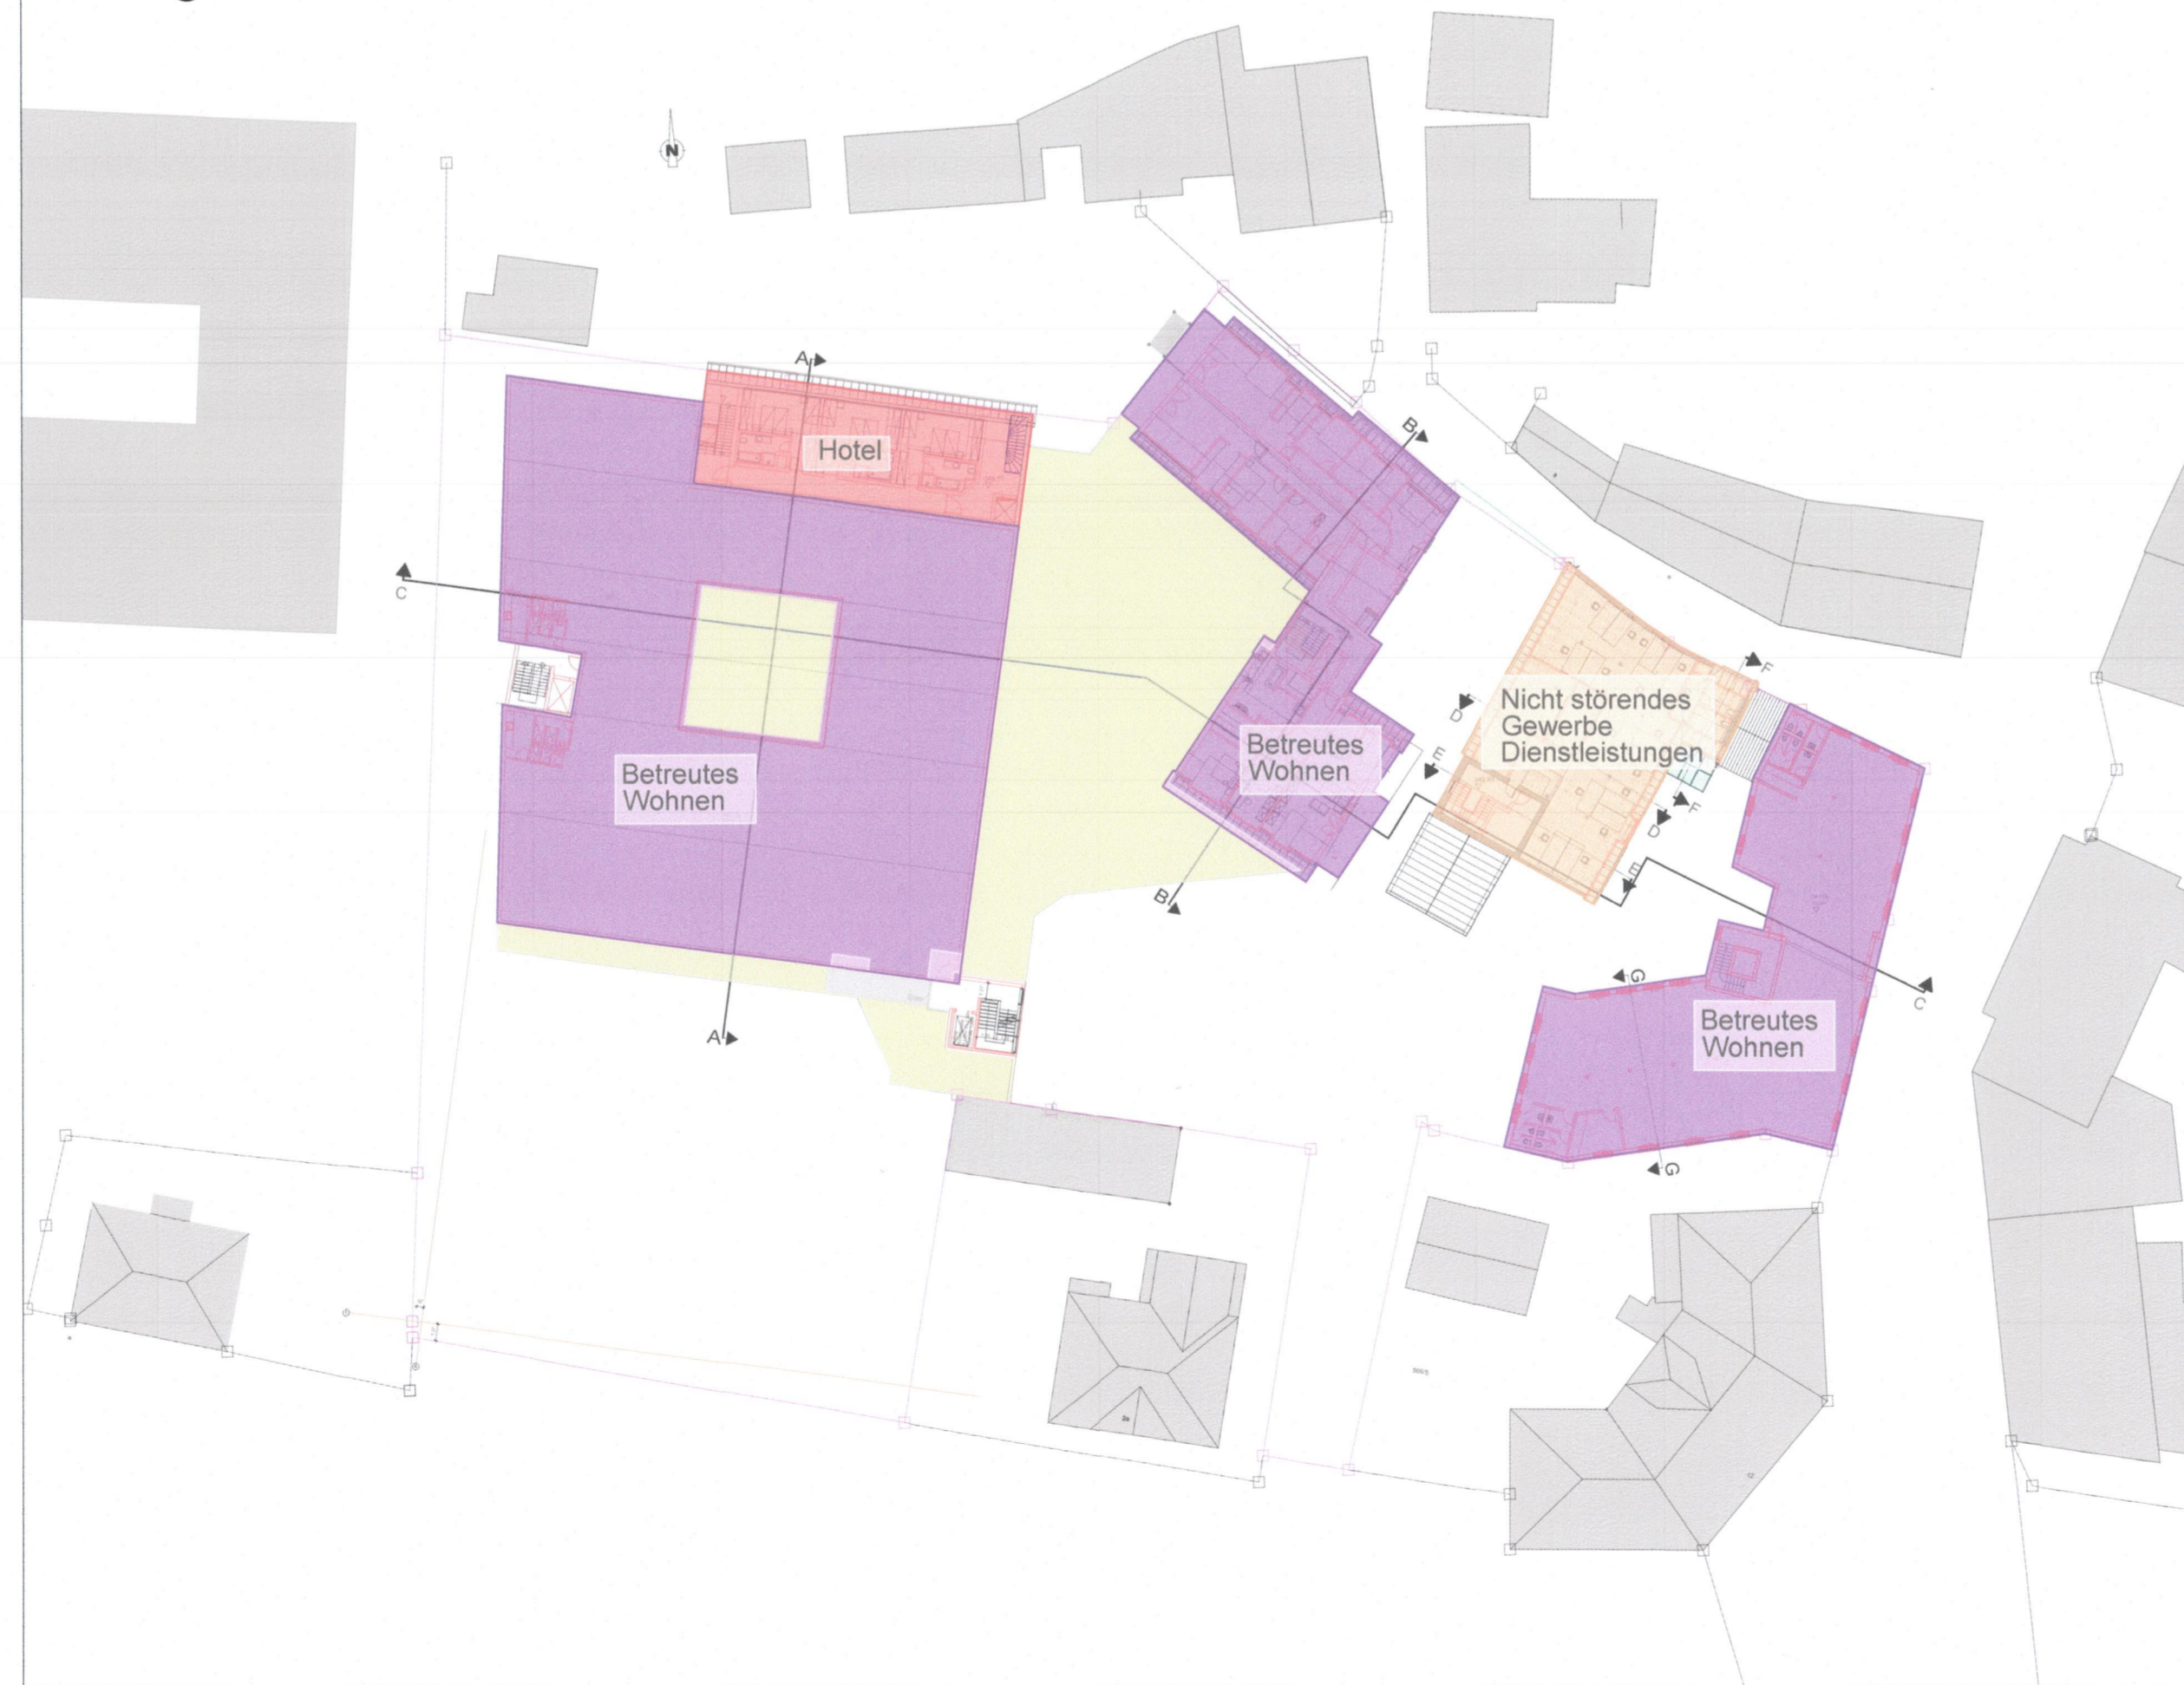 N
A
Hotel
B
C
F
Nicht störendes
Gewerbe
Dienstleistungen
D
Betreutes
Wohnen
E
Betreutes
Wohnen
F
D
E
B
G
C
Betreutes
Wohnen
A
G